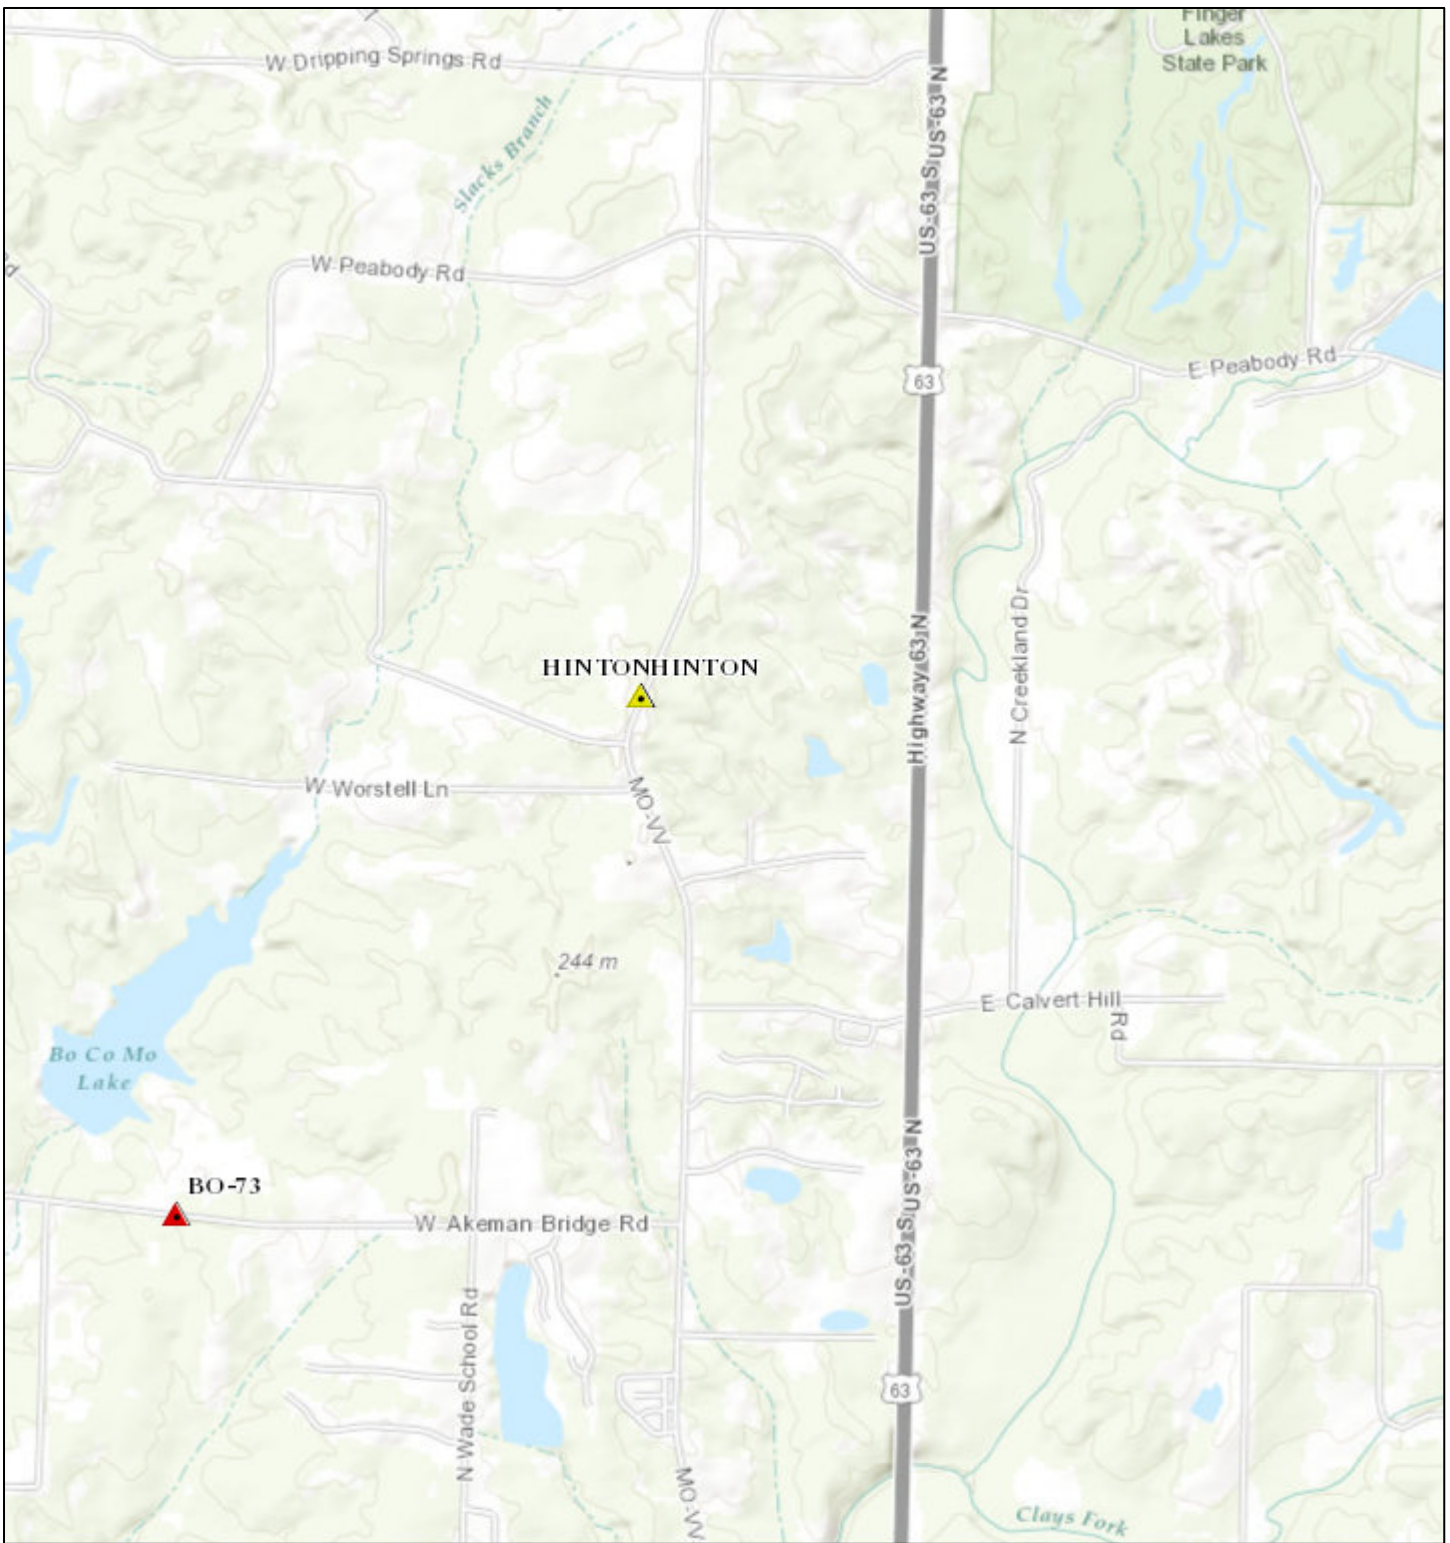 Finger
Lakes
State Park
W Dripping Springs Rd
US-63 S US-63 N
Slacks Branch
W Peabody Rd
Rd
E Peabody Rd
63
N Creekland Dr
Highway 63 N
HINTONHINTON
W Worstell Ln
MO-VV
244 m
E Calvert Hill
Rd
Bo Co Mo
Lake
US-63 S US-63 N
BO-73
W Akeman Bridge Rd
N Wade School Rd
63
MO-VV
Clays Fork